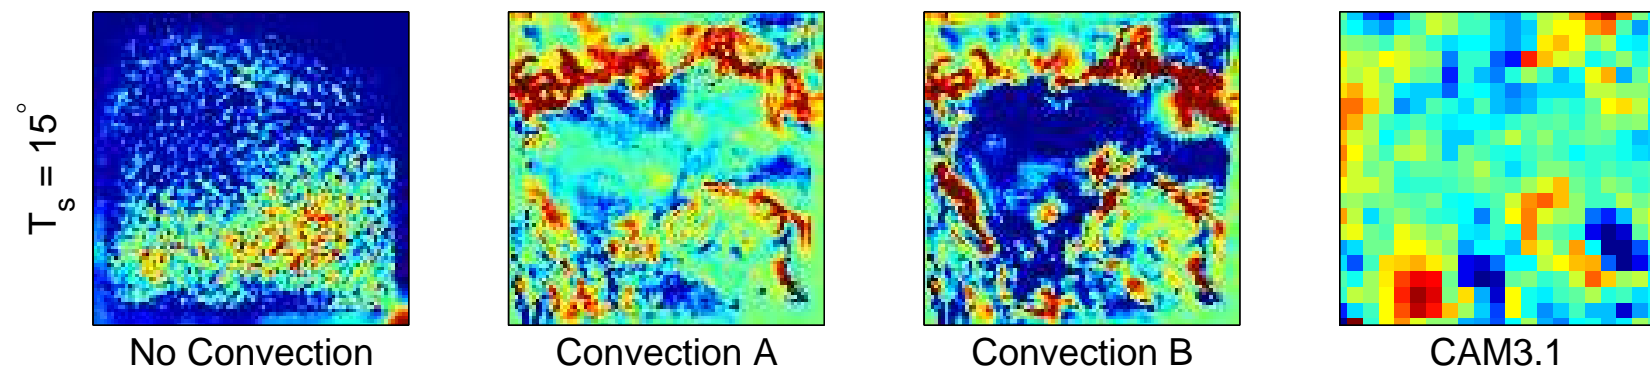 T_s = 15°
No Convection
Convection A
Convection B
CAM3.1